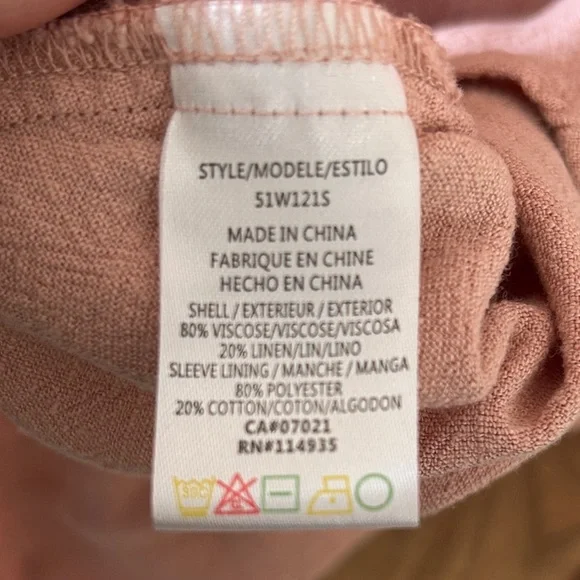 STYLE/MODELE/ESTILO
51W121S
MADE IN CHINA
FABRIQUE EN CHINE
HECHO EN CHINA
SHELL / EXTERIEUR / EXTERIOR
80% VISCOSE/VISCOSE/VISCOSA
20% LINEN/LIN/LINO
SLEEVE LINING / MANCHE / MANGA
80% POLYESTER
20% COTTON/COTON/ALGODON
CA#07021
RN#114935